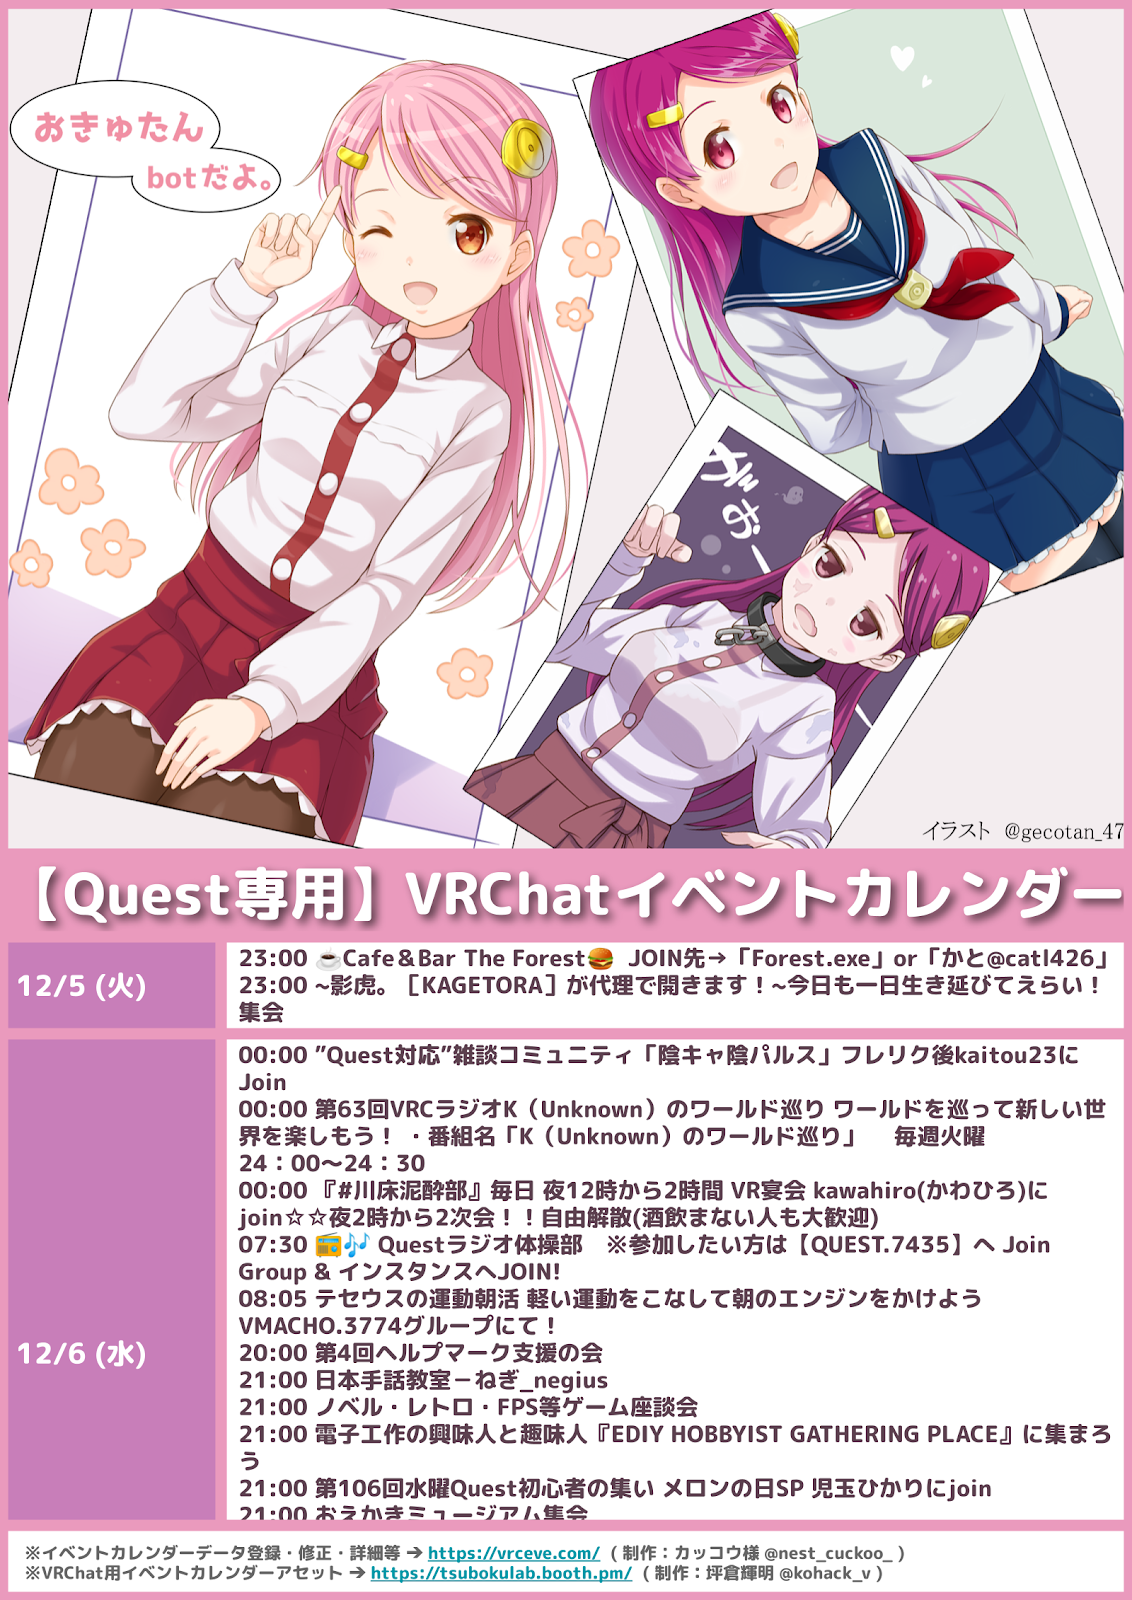 おきゅたん
botだよ。
がおー
イラスト @gecotan_47
【Quest専用】VRChatイベントカレンダー
12/5 (火)
23:00 ☕Cafe＆Bar The Forest🍔 JOIN先→「Forest.exe」or「かと@catl426」
23:00 ~影虎。［KAGETORA］が代理で開きます！~今日も一日生き延びてえらい！
集会
12/6 (水)
00:00 ”Quest対応”雑談コミュニティ「陰キャ陰パルス」フレリク後kaitou23に
Join
00:00 第63回VRCラジオK（Unknown）のワールド巡り ワールドを巡って新しい世
界を楽しもう！ ・番組名「K（Unknown）のワールド巡り」　 毎週火曜
24：00～24：30
00:00 『#川床泥酔部』毎日 夜12時から2時間 VR宴会 kawahiro(かわひろ)に
join☆☆夜2時から2次会！！自由解散(酒飲まない人も大歓迎)
07:30 📻🎶 Questラジオ体操部　※参加したい方は【QUEST.7435】へ Join
Group & インスタンスへJOIN!
08:05 テセウスの運動朝活 軽い運動をこなして朝のエンジンをかけよう
VMACHO.3774グループにて！
20:00 第4回ヘルプマーク支援の会
21:00 日本手話教室－ねぎ_negius
21:00 ノベル・レトロ・FPS等ゲーム座談会
21:00 電子工作の興味人と趣味人『EDIY HOBBYIST GATHERING PLACE』に集まろ
う
21:00 第106回水曜Quest初心者の集い メロンの日SP 児玉ひかりにjoin
21:00 おえかきミュージアム集会
※イベントカレンダーデータ登録・修正・詳細等 ➔ https://vrceve.com/ ( 制作：カッコウ様 @nest_cuckoo_ )
※VRChat用イベントカレンダーアセット ➔ https://tsubokulab.booth.pm/ ( 制作：坪倉輝明 @kohack_v )